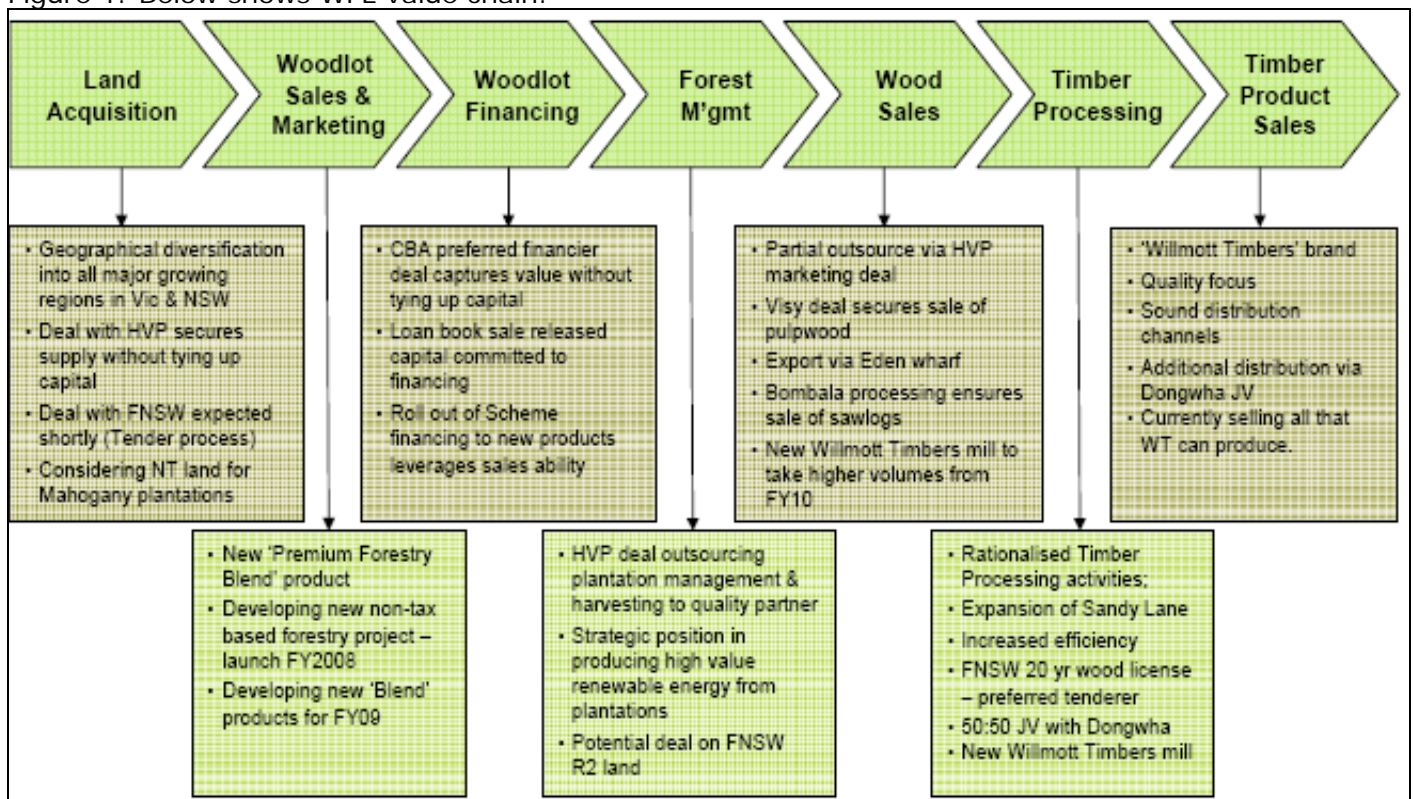 Figure 1: Below shows WFL value chain.
Land
Acquisition
Woodlot
Sales &
Marketing
Woodlot
Financing
Forest
M'gmt
Wood
Sales
Timber
Processing
Timber
Product
Sales
• Geographical diversification
into all major growing
regions in Vic & NSW
• Deal with HVP secures
supply without tying up
capital
• Deal with FNSW expected
shortly (Tender process)
• Considering NT land for
Mahogany plantations
• CBA preferred financier
deal captures value without
tying up capital
• Loan book sale released
capital committed to
financing
• Roll out of Scheme
financing to new products
leverages sales ability
• Partial outsource via HVP
marketing deal
• Visy deal secures sale of
pulpwood
• Export via Eden wharf
• Bombala processing ensures
sale of sawlogs
• New Willmott Timbers mill to
take higher volumes from
FY10
• 'Willmott Timbers' brand
• Quality focus
• Sound distribution
channels
• Additional distribution via
Dongwha JV
• Currently selling all that
WT can produce.
• New 'Premium Forestry
Blend' product
• Developing new non-tax
based forestry project –
launch FY2008
• Developing new 'Blend'
products for FY09
• HVP deal outsourcing
plantation management &
harvesting to quality partner
• Strategic position in
producing high value
renewable energy from
plantations
• Potential deal on FNSW
R2 land
• Rationalised Timber
Processing activities;
• Expansion of Sandy Lane
• Increased efficiency
• FNSW 20 yr wood license
– preferred tenderer
• 50:50 JV with Dongwha
• New Willmott Timbers mill